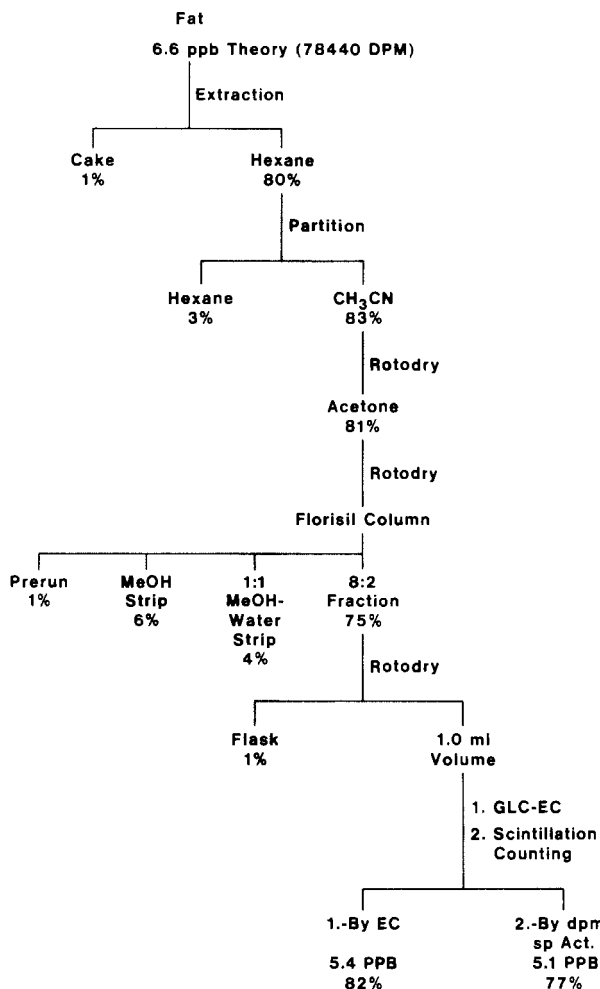 Fat
6.6 ppb Theory (78440 DPM)
Extraction
Cake
1%
Hexane
80%
Partition
Hexane
3%
CH₃CN
83%
Rotodry
Acetone
81%
Rotodry
Florisil Column
Prerun
1%
MeOH
Strip
6%
1:1
MeOH-
Water
Strip
4%
8:2
Fraction
75%
Rotodry
Flask
1%
1.0 ml
Volume
1. GLC-EC
2. Scintillation
Counting
1.-By EC
5.4 PPB
82%
2.-By dpm
sp Act.
5.1 PPB
77%